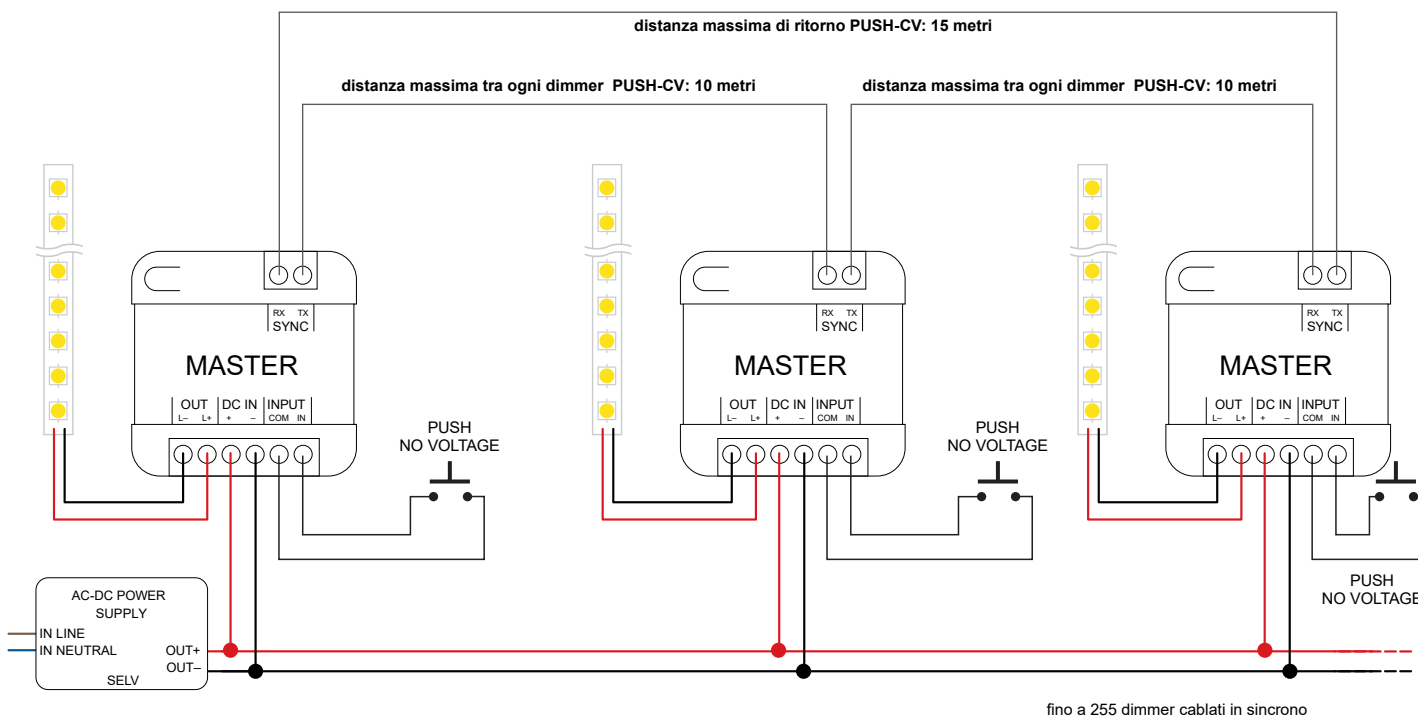 distanza massima di ritorno PUSH-CV: 15 metri
distanza massima tra ogni dimmer PUSH-CV: 10 metri
distanza massima tra ogni dimmer PUSH-CV: 10 metri
RX TX
SYNC
MASTER
OUT DC IN INPUT
L– L+ + – COM IN
PUSH
NO VOLTAGE
RX TX
SYNC
MASTER
OUT DC IN INPUT
L– L+ + – COM IN
PUSH
NO VOLTAGE
RX TX
SYNC
MASTER
OUT DC IN INPUT
L– L+ + – COM IN
PUSH
NO VOLTAGE
AC-DC POWER
SUPPLY
IN LINE
IN NEUTRAL
OUT+
OUT–
SELV
fino a 255 dimmer cablati in sincrono